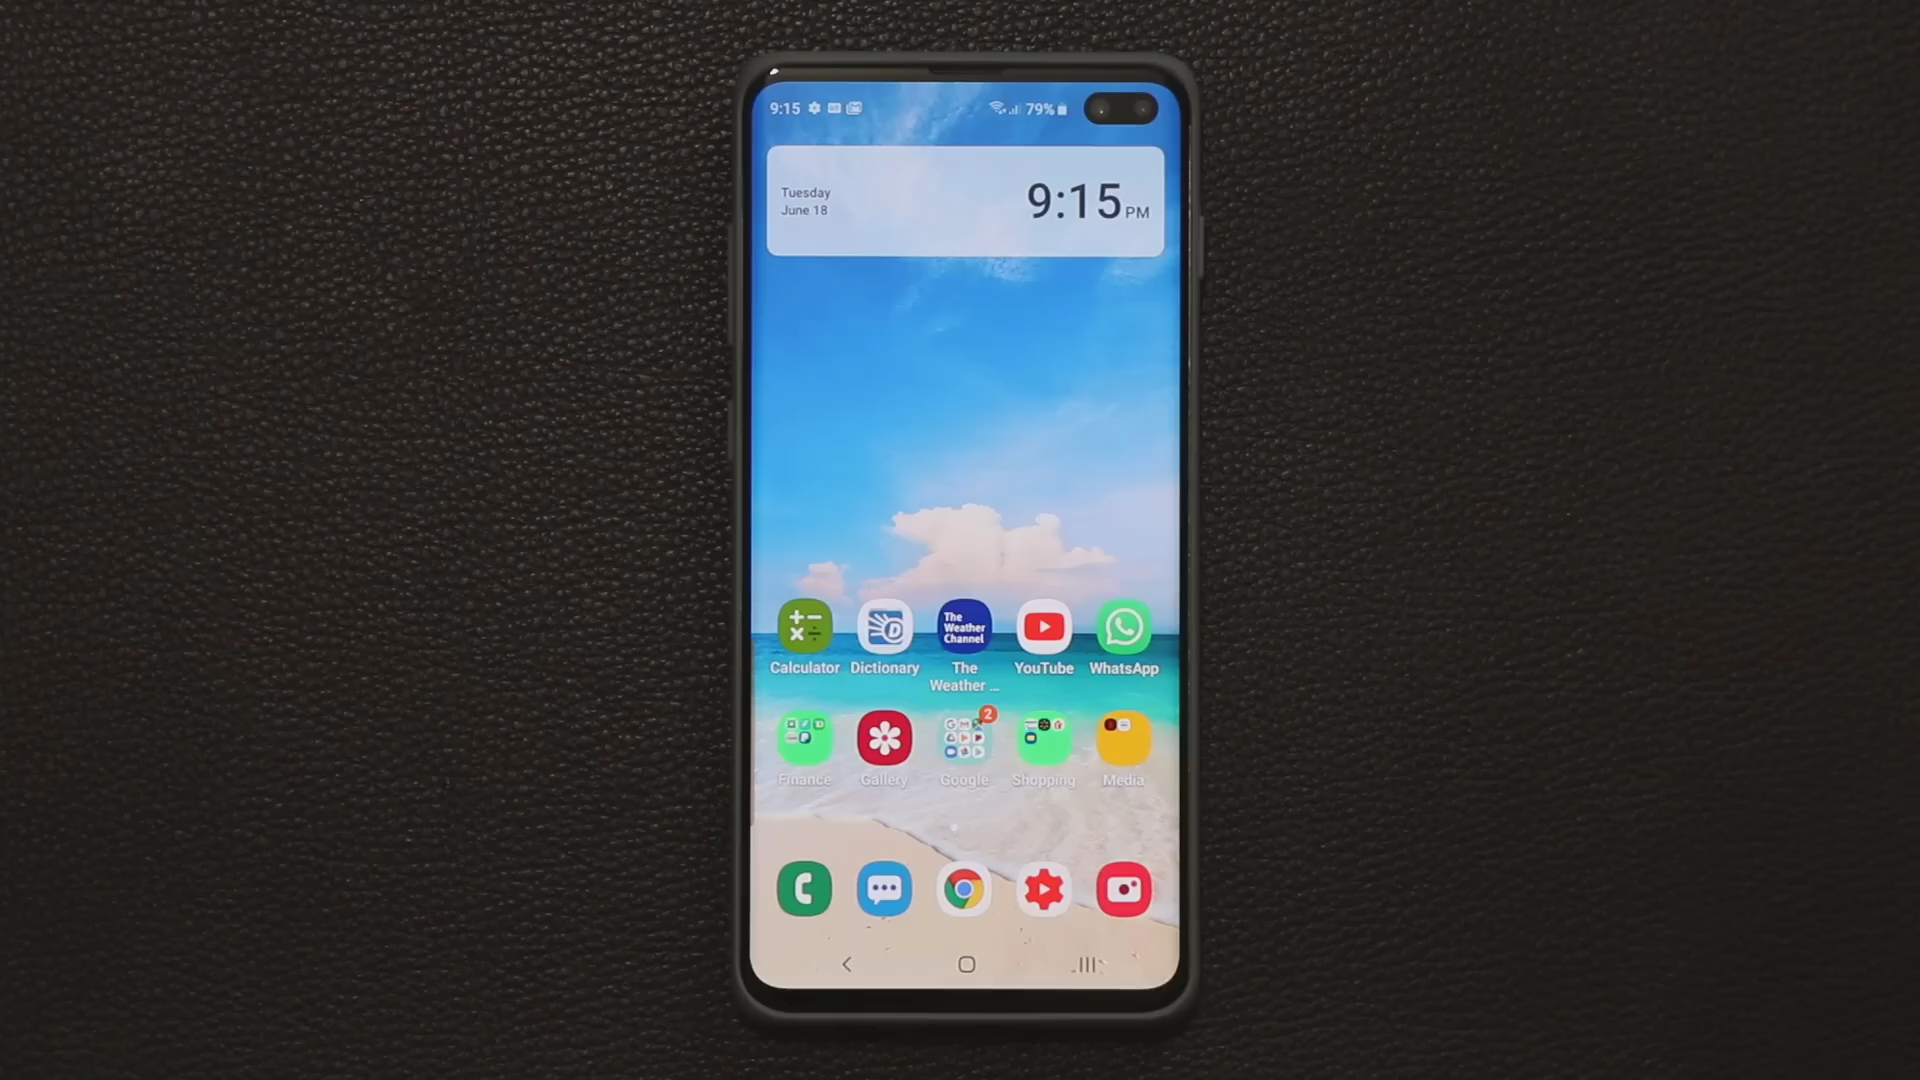 9:15
79%
Tuesday
June 18
9:15 PM
The
Weather
Channel
Calculator
Dictionary
The
Weather ...
YouTube
WhatsApp
2
Finance
Gallery
Google
Shopping
Media